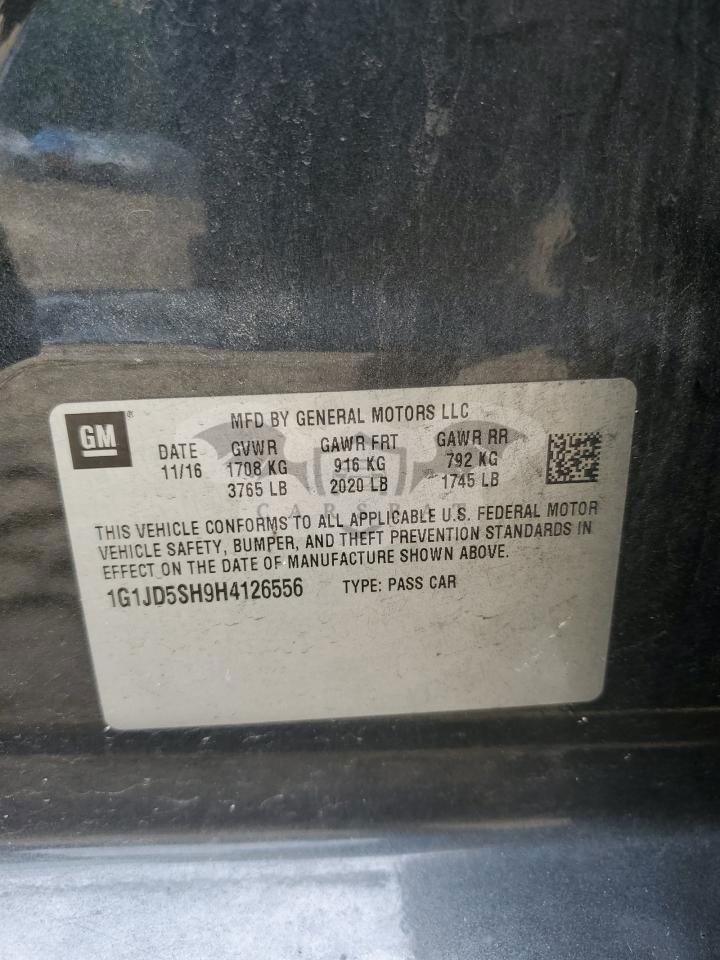 GM ®
MFD BY GENERAL MOTORS LLC
DATE GVWR GAWR FRT GAWR RR
11/16 1708 KG 916 KG 792 KG
3765 LB 2020 LB 1745 LB
THIS VEHICLE CONFORMS TO ALL APPLICABLE U.S. FEDERAL MOTOR
VEHICLE SAFETY, BUMPER, AND THEFT PREVENTION STANDARDS IN
EFFECT ON THE DATE OF MANUFACTURE SHOWN ABOVE.
1G1JD5SH9H4126556 TYPE: PASS CAR